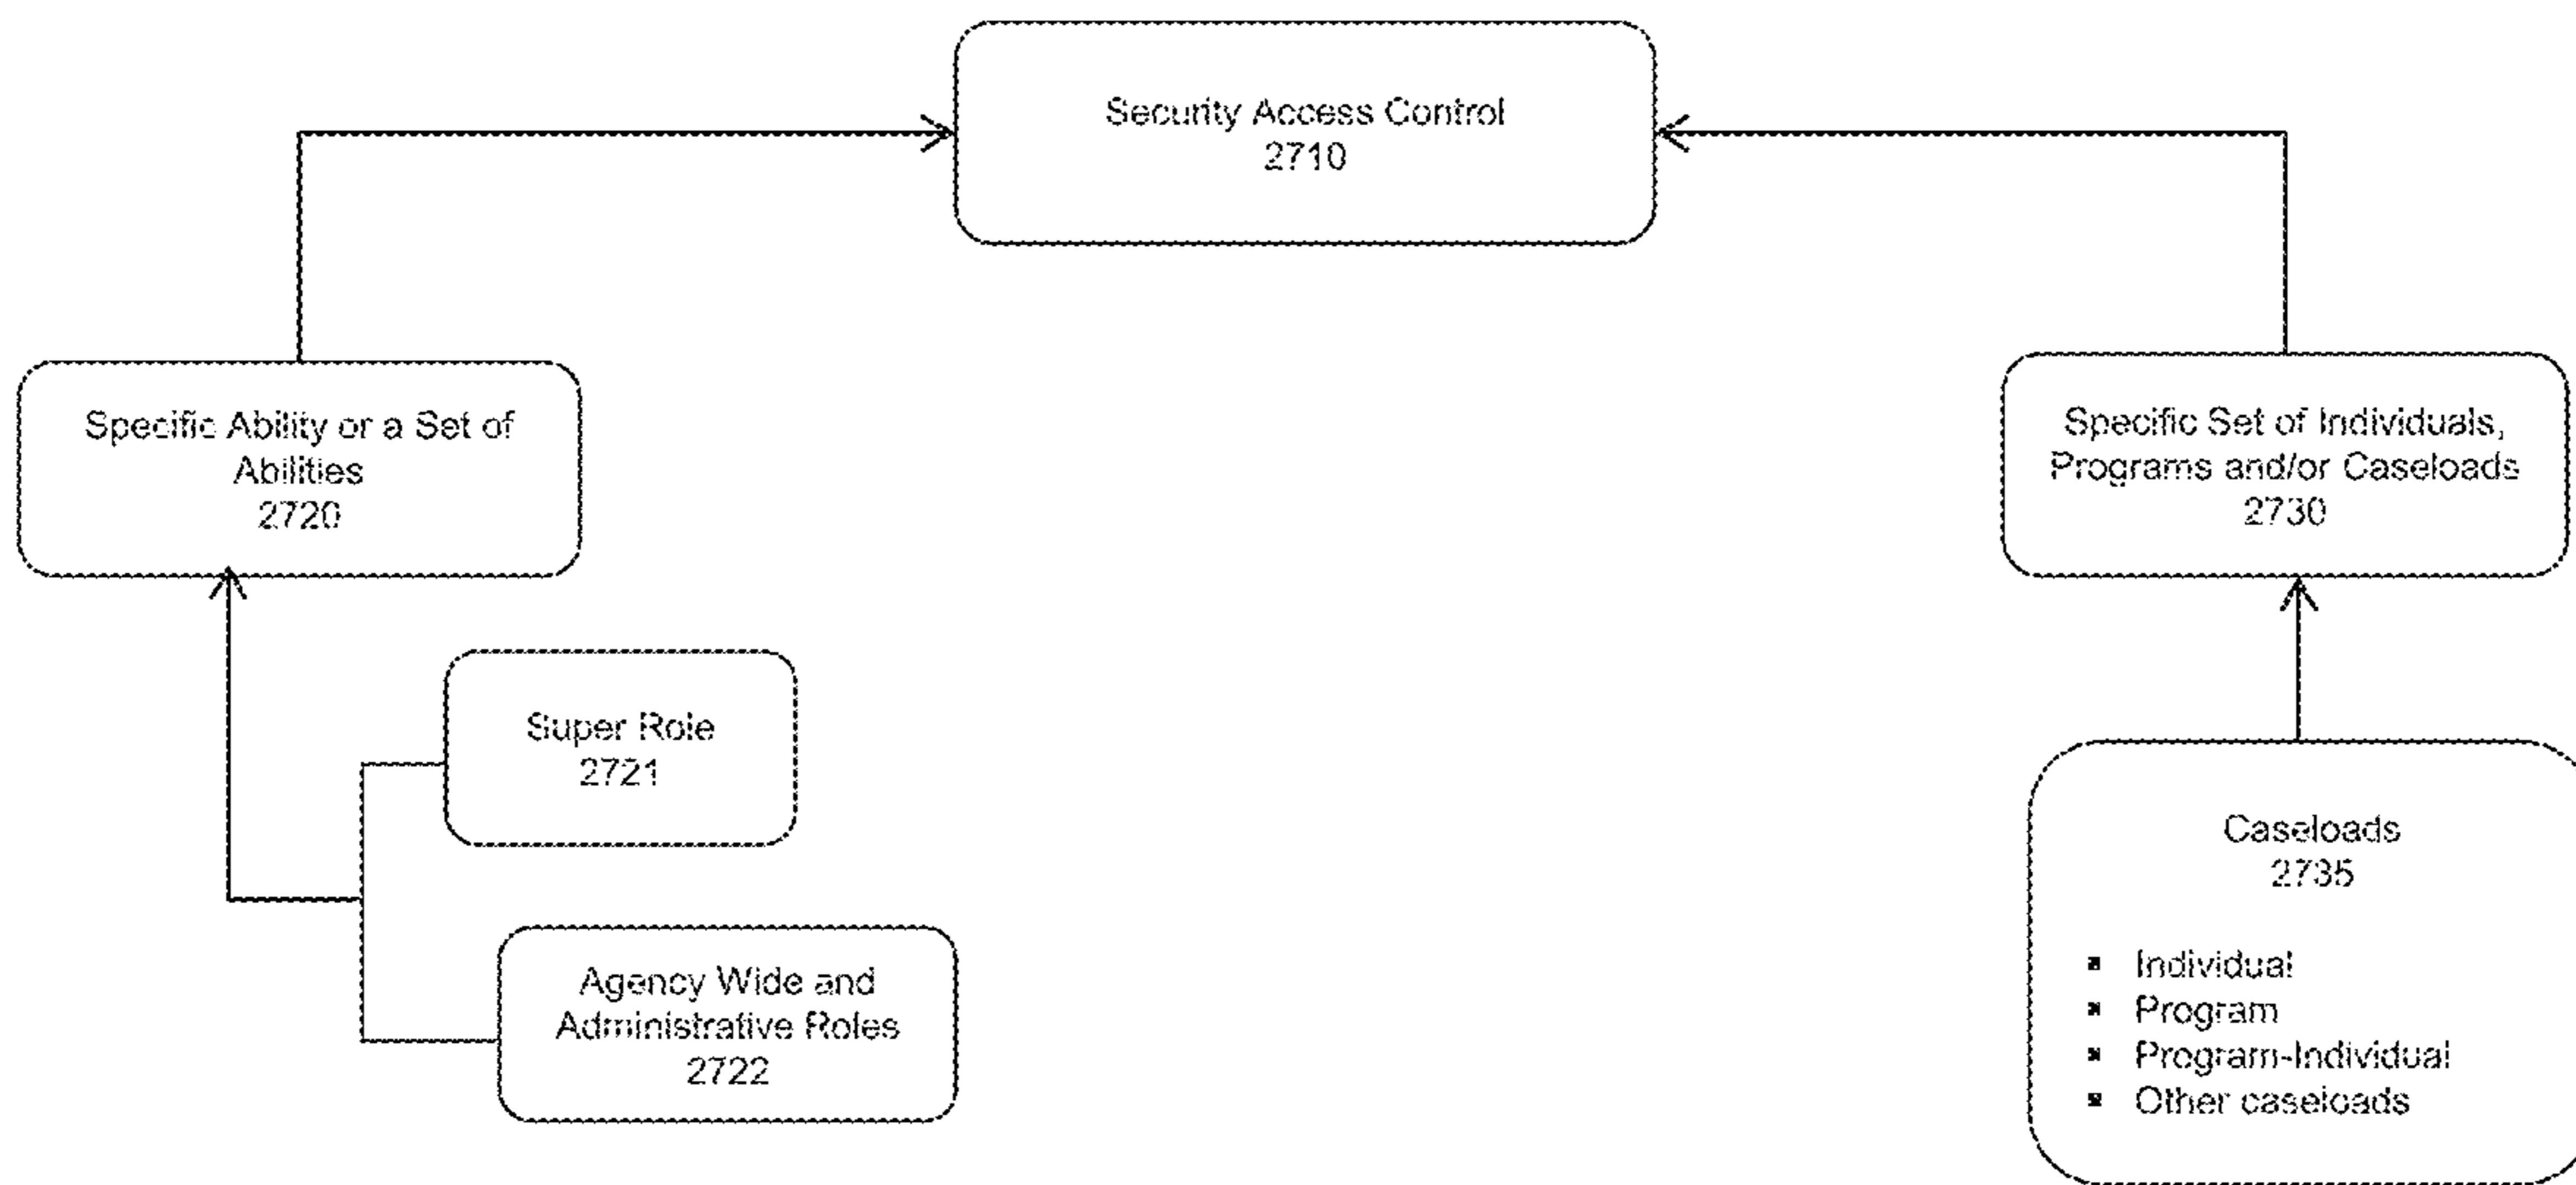 Security Access Control
2710
Specific Ability or a Set of
Abilities
2720
Specific Set of Individuals,
Programs and/or Caseloads
2730
Super Role
2721
Agency Wide and
Administrative Roles
2722
Caseloads
2735
▪ Individual
▪ Program
▪ Program-Individual
▪ Other caseloads